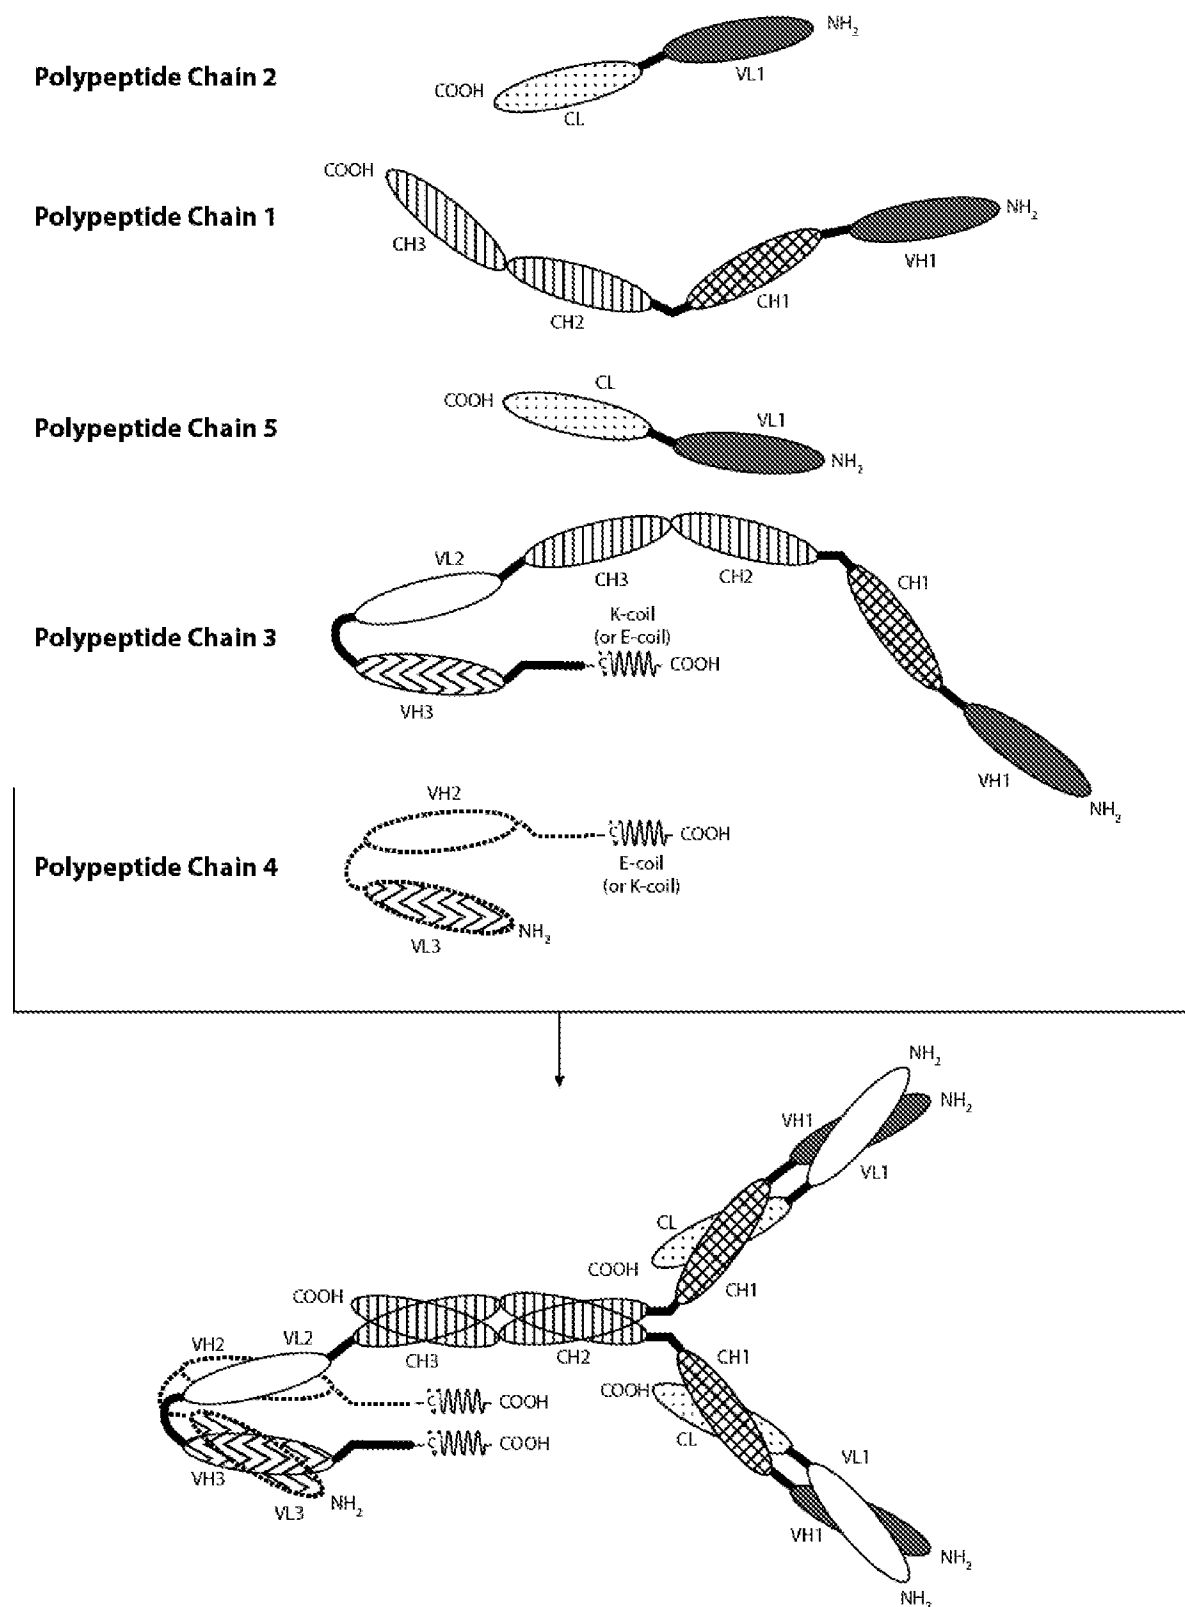 NH2
Polypeptide Chain 2
VL1
COOH
CL
COOH
Polypeptide Chain 1
NH2
CH3
VH1
CH1
CH2
CL
COOH
VL1
Polypeptide Chain 5
NH2
VL2
CH3
CH2
CH1
K-coil
(or E-coil)
Polypeptide Chain 3
C
COOH
VH3
VH1
NH2
VH2
C
COOH
E-coil
(or K-coil)
Polypeptide Chain 4
NH2
VL3
NH2
NH2
VH1
VL1
CL
COOH
CH1
COOH
VH2
VL2
CH3
CH2
CH1
COOH
C
COOH
CL
C
COOH
VL1
VH3
VL3
NH2
VH1
NH2
NH2